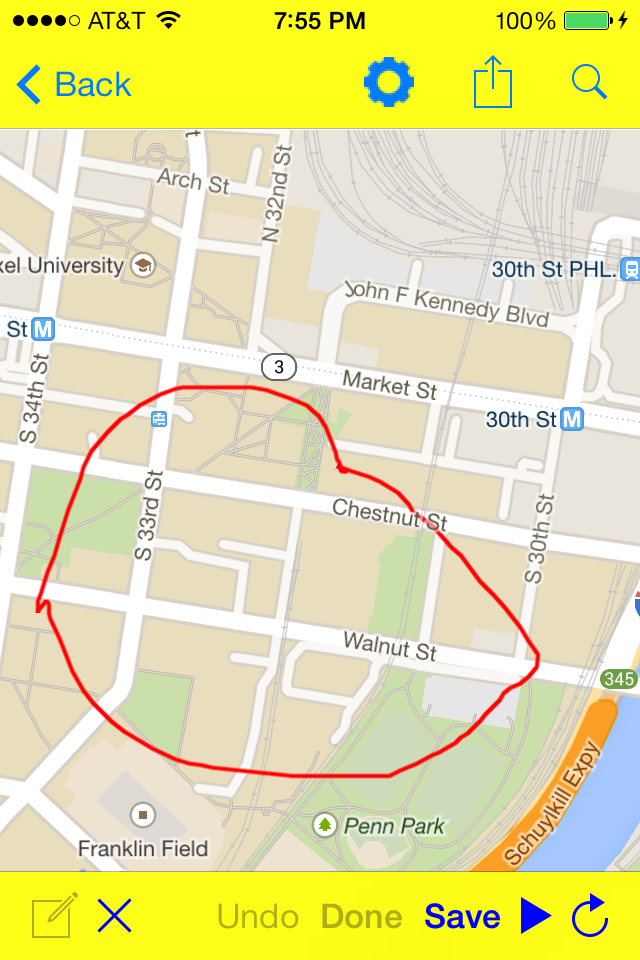 AT&T 7:55 PM 100%
Back
Arch St
N 32nd St
xel University
30th St PHL.
John F Kennedy Blvd
St M
3
Market St
S 34th St
30th St M
S 33rd St
Chestnut St
S 30th St
Walnut St
345
Schuylkill Expy
Penn Park
Franklin Field
Undo Done Save